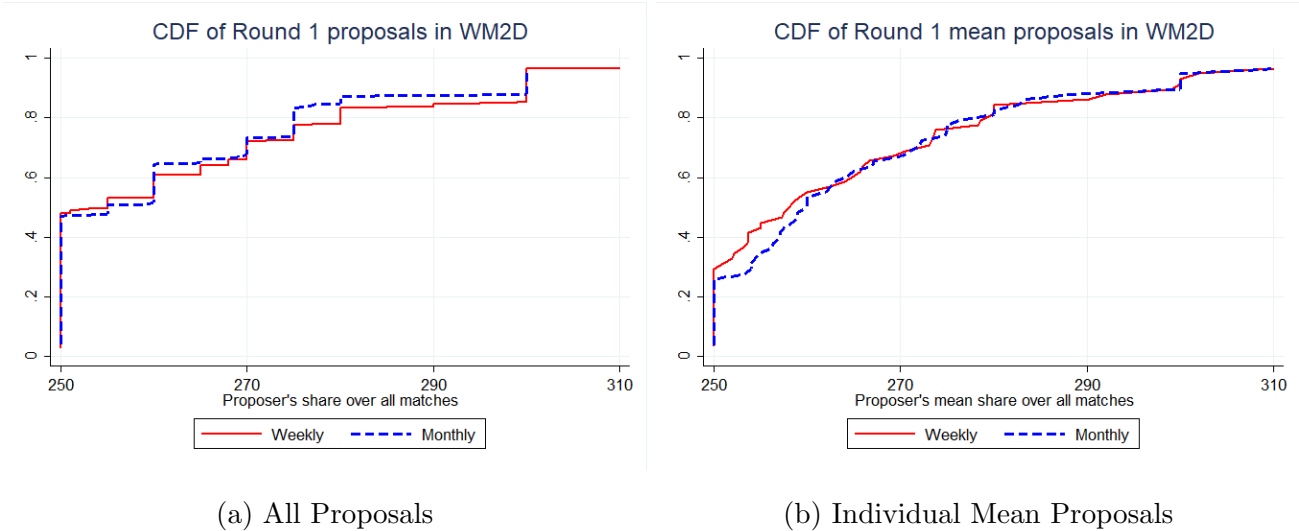 CDF of Round 1 proposals in WM2D
1
.8
.6
.4
.2
0
250
270
290
310
Proposer's share over all matches
Weekly
Monthly
(a) All Proposals
CDF of Round 1 mean proposals in WM2D
1
.8
.6
.4
.2
0
250
270
290
310
Proposer's mean share over all matches
Weekly
Monthly
(b) Individual Mean Proposals